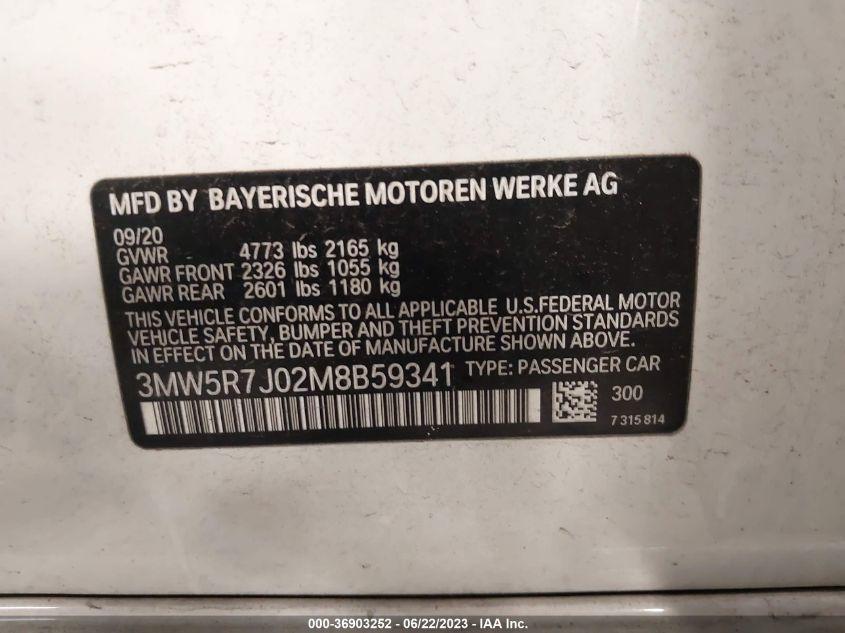 MFD BY BAYERISCHE MOTOREN WERKE AG
09/20
GVWR 4773 lbs 2165 kg
GAWR FRONT 2326 lbs 1055 kg
GAWR REAR 2601 lbs 1180 kg
THIS VEHICLE CONFORMS TO ALL APPLICABLE U.S.FEDERAL MOTOR
VEHICLE SAFETY, BUMPER AND THEFT PREVENTION STANDARDS
IN EFFECT ON THE DATE OF MANUFACTURE SHOWN ABOVE.
3MW5R7J02M8B59341 TYPE: PASSENGER CAR
300
7 315 814
000-36903252 - 06/22/2023 - IAA Inc.